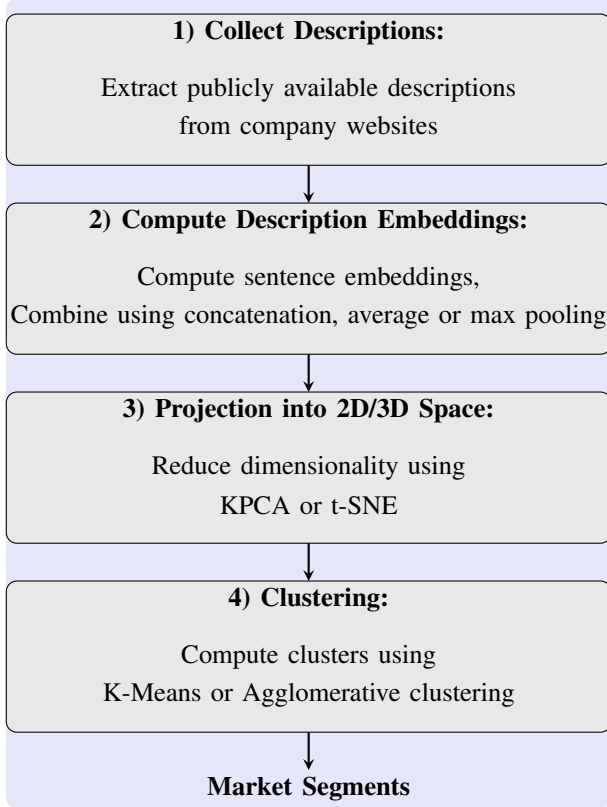 1) Collect Descriptions:
Extract publicly available descriptions
from company websites
2) Compute Description Embeddings:
Compute sentence embeddings,
Combine using concatenation, average or max pooling
3) Projection into 2D/3D Space:
Reduce dimensionality using
KPCA or t-SNE
4) Clustering:
Compute clusters using
K-Means or Agglomerative clustering
Market Segments